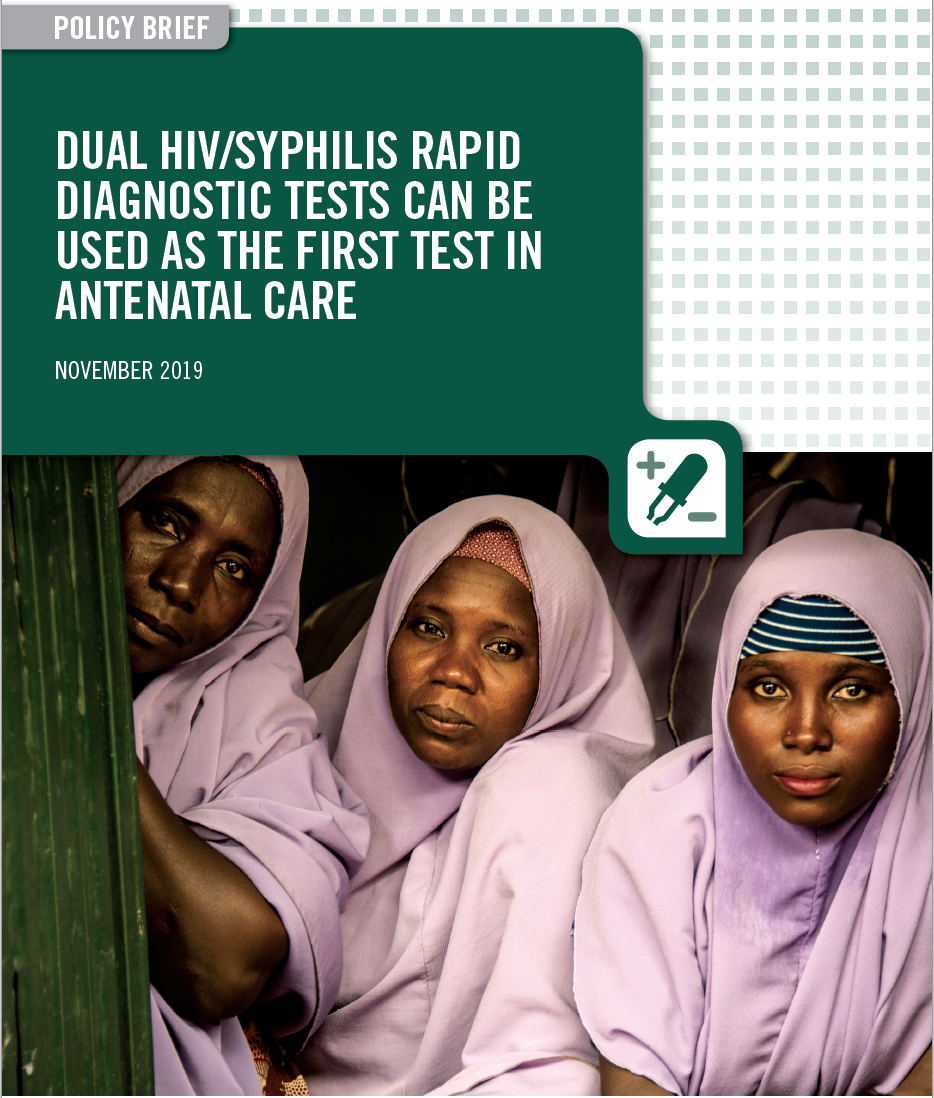 POLICY BRIEF
DUAL HIV/SYPHILIS RAPID
DIAGNOSTIC TESTS CAN BE
USED AS THE FIRST TEST IN
ANTENATAL CARE
NOVEMBER 2019